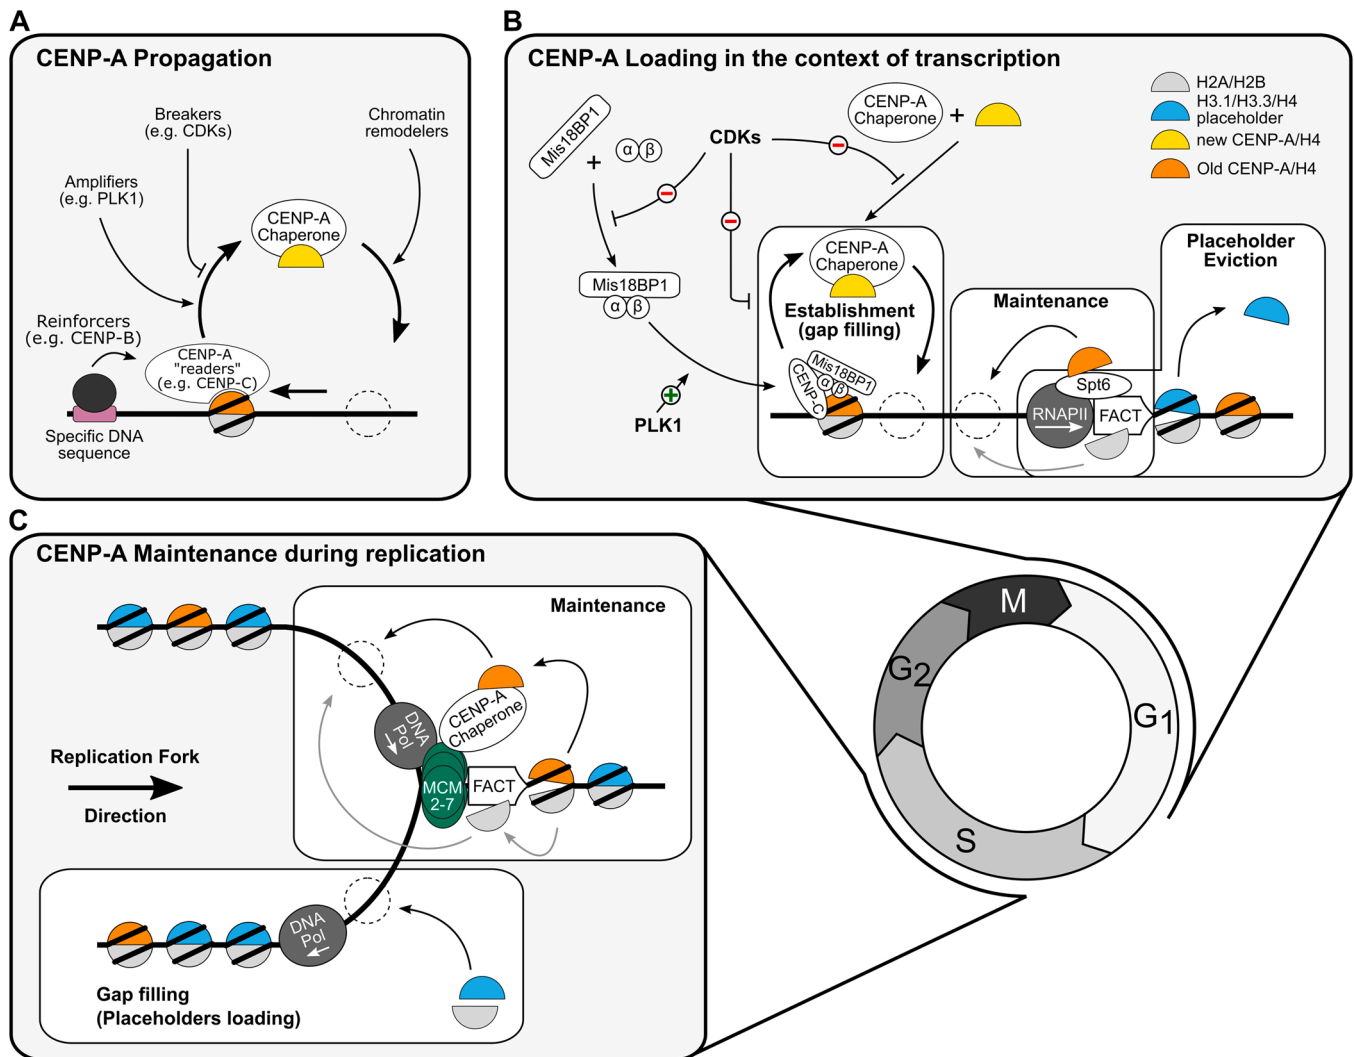 A
CENP-A Propagation
Breakers
(e.g. CDKs)
Chromatin
remodelers
Amplifiers
(e.g. PLK1)
CENP-A
Chaperone
Reinforcers
(e.g. CENP-B)
CENP-A
"readers"
(e.g. CENP-C)
Specific DNA
sequence
B
CENP-A Loading in the context of transcription
Mis18BP1
+
α β
CDKs
CENP-A
Chaperone
+
H2A/H2B
H3.1/H3.3/H4
placeholder
new CENP-A/H4
Old CENP-A/H4
Mis18BP1
α β
PLK1
CENP-A
Chaperone
Establishment
(gap filling)
CENP-C
Mis18BP1
α β
Maintenance
Placeholder
Eviction
Spt6
RNAPII
FACT
C
CENP-A Maintenance during replication
Maintenance
DNA
Pol
CENP-A
Chaperone
MCM
2-7
FACT
Replication Fork
Direction
DNA
Pol
Gap filling
(Placeholders loading)
M
G2
G1
S